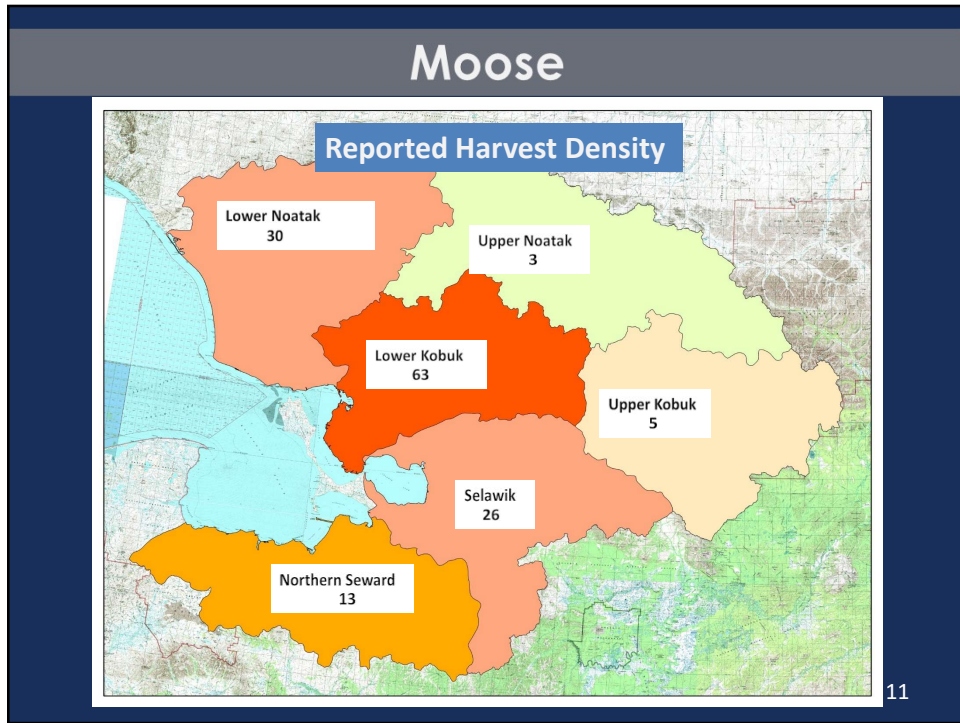 Moose
Reported Harvest Density
Lower Noatak
30
Upper Noatak
3
Lower Kobuk
63
Upper Kobuk
5
Selawik
26
Northern Seward
13
11